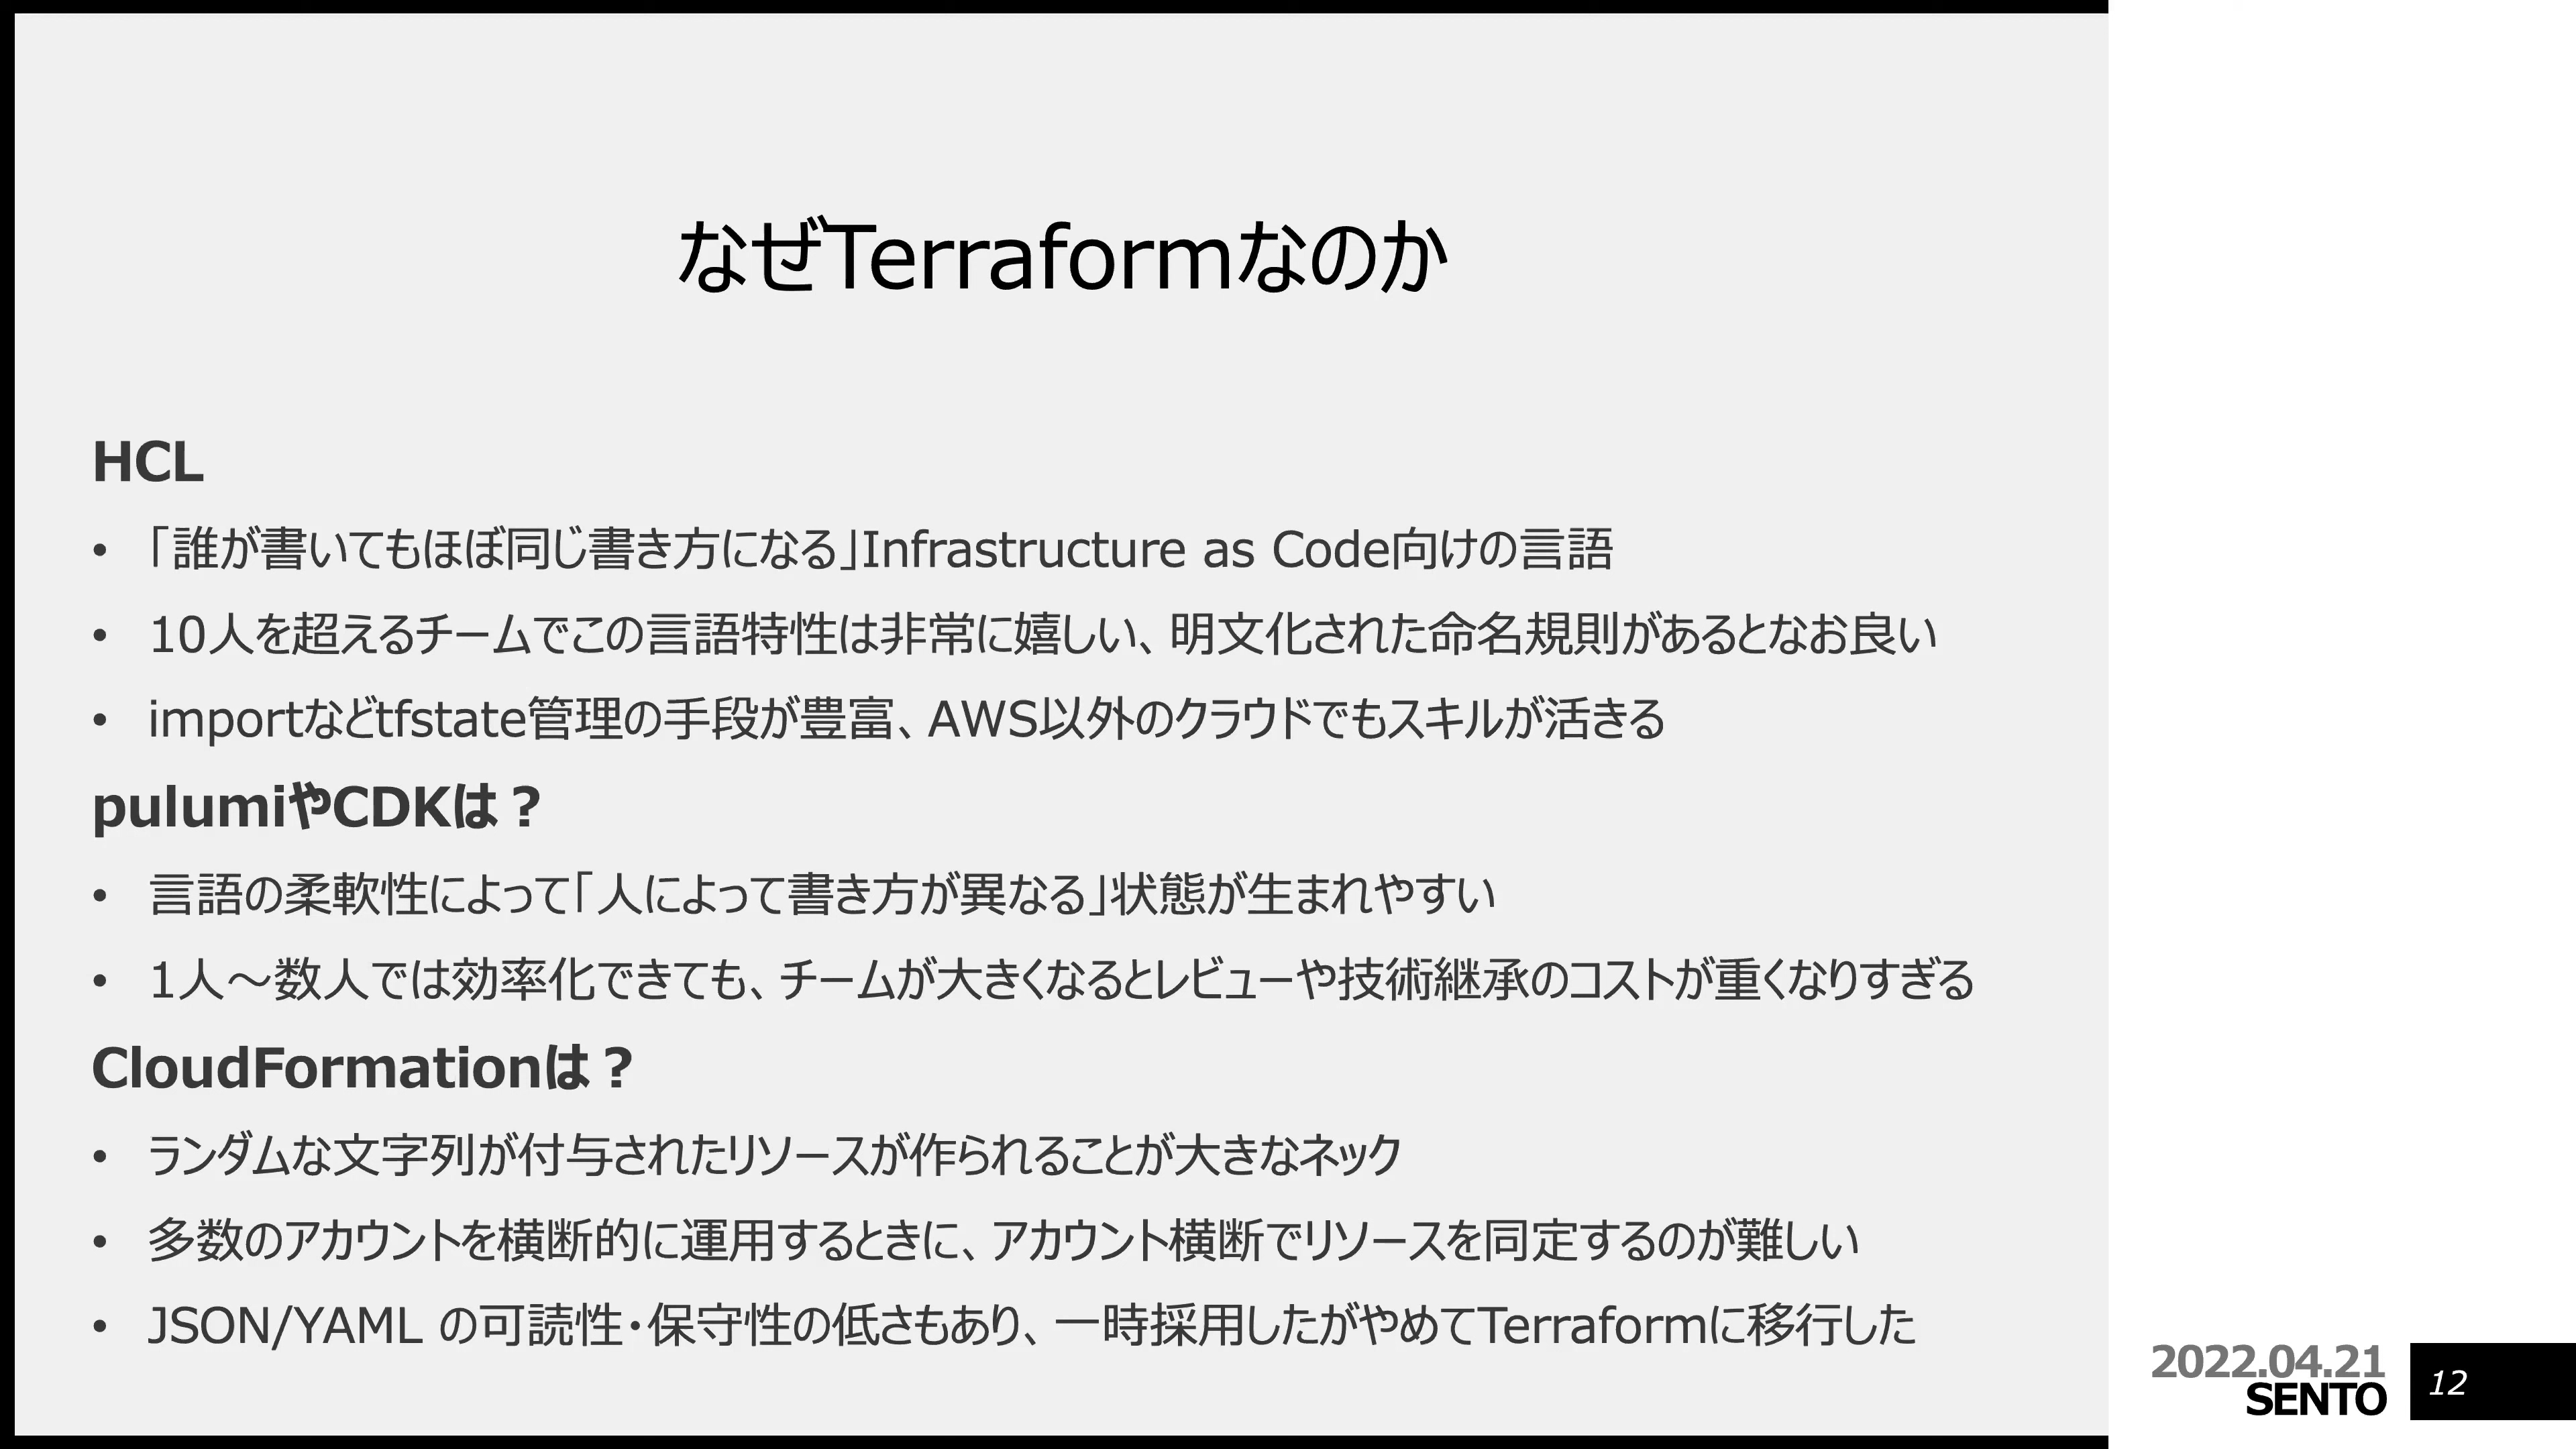 なぜTerraformなのか
HCL
• 「誰が書いてもほぼ同じ書き方になる」Infrastructure as Code向けの言語
• 10人を超えるチームでこの言語特性は非常に嬉しい、明文化された命名規則があるとなお良い
• importなどtfstate管理の手段が豊富、AWS以外のクラウドでもスキルが活きる
pulumiやCDKは？
• 言語の柔軟性によって「人によって書き方が異なる」状態が生まれやすい
• 1人～数人では効率化できても、チームが大きくなるとレビューや技術継承のコストが重くなりすぎる
CloudFormationは？
• ランダムな文字列が付与されたリソースが作られることが大きなネック
• 多数のアカウントを横断的に運用するときに、アカウント横断でリソースを同定するのが難しい
• JSON/YAML の可読性・保守性の低さもあり、一時採用したがやめてTerraformに移行した
2022.04.21
SENTO
12